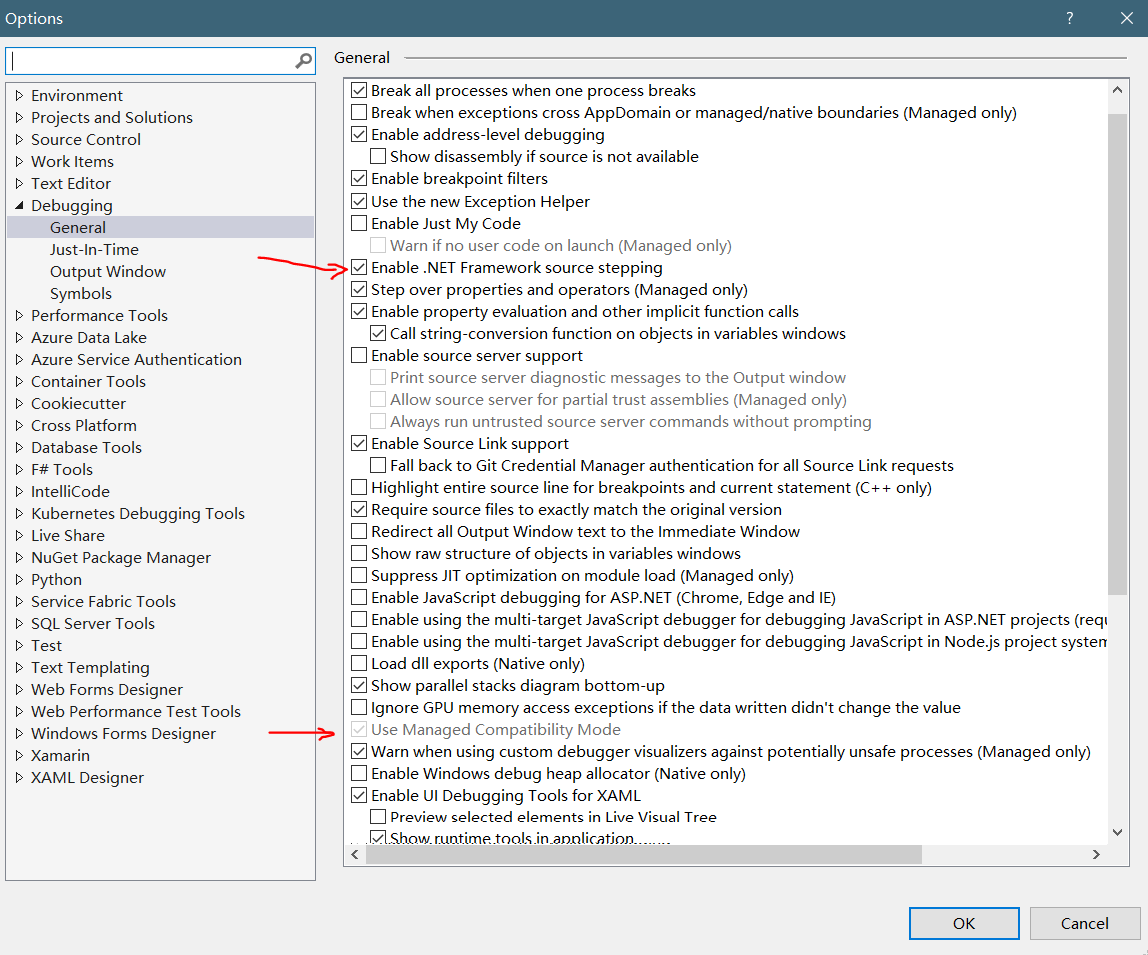 Options
?
General
Environment
Projects and Solutions
Source Control
Work Items
Text Editor
Debugging
General
Just-In-Time
Output Window
Symbols
Performance Tools
Azure Data Lake
Azure Service Authentication
Container Tools
Cookiecutter
Cross Platform
Database Tools
F# Tools
IntelliCode
Kubernetes Debugging Tools
Live Share
NuGet Package Manager
Python
Service Fabric Tools
SQL Server Tools
Test
Text Templating
Web Forms Designer
Web Performance Test Tools
Windows Forms Designer
Xamarin
XAML Designer
Break all processes when one process breaks
Break when exceptions cross AppDomain or managed/native boundaries (Managed only)
Enable address-level debugging
Show disassembly if source is not available
Enable breakpoint filters
Use the new Exception Helper
Enable Just My Code
Warn if no user code on launch (Managed only)
Enable .NET Framework source stepping
Step over properties and operators (Managed only)
Enable property evaluation and other implicit function calls
Call string-conversion function on objects in variables windows
Enable source server support
Print source server diagnostic messages to the Output window
Allow source server for partial trust assemblies (Managed only)
Always run untrusted source server commands without prompting
Enable Source Link support
Fall back to Git Credential Manager authentication for all Source Link requests
Highlight entire source line for breakpoints and current statement (C++ only)
Require source files to exactly match the original version
Redirect all Output Window text to the Immediate Window
Show raw structure of objects in variables windows
Suppress JIT optimization on module load (Managed only)
Enable JavaScript debugging for ASP.NET (Chrome, Edge and IE)
Enable using the multi-target JavaScript debugger for debugging JavaScript in ASP.NET projects (requ
Enable using the multi-target JavaScript debugger for debugging JavaScript in Node.js project system
Load dll exports (Native only)
Show parallel stacks diagram bottom-up
Ignore GPU memory access exceptions if the data written didn't change the value
Use Managed Compatibility Mode
Warn when using custom debugger visualizers against potentially unsafe processes (Managed only)
Enable Windows debug heap allocator (Native only)
Enable UI Debugging Tools for XAML
Preview selected elements in Live Visual Tree
Show runtime tools in application
OK
Cancel